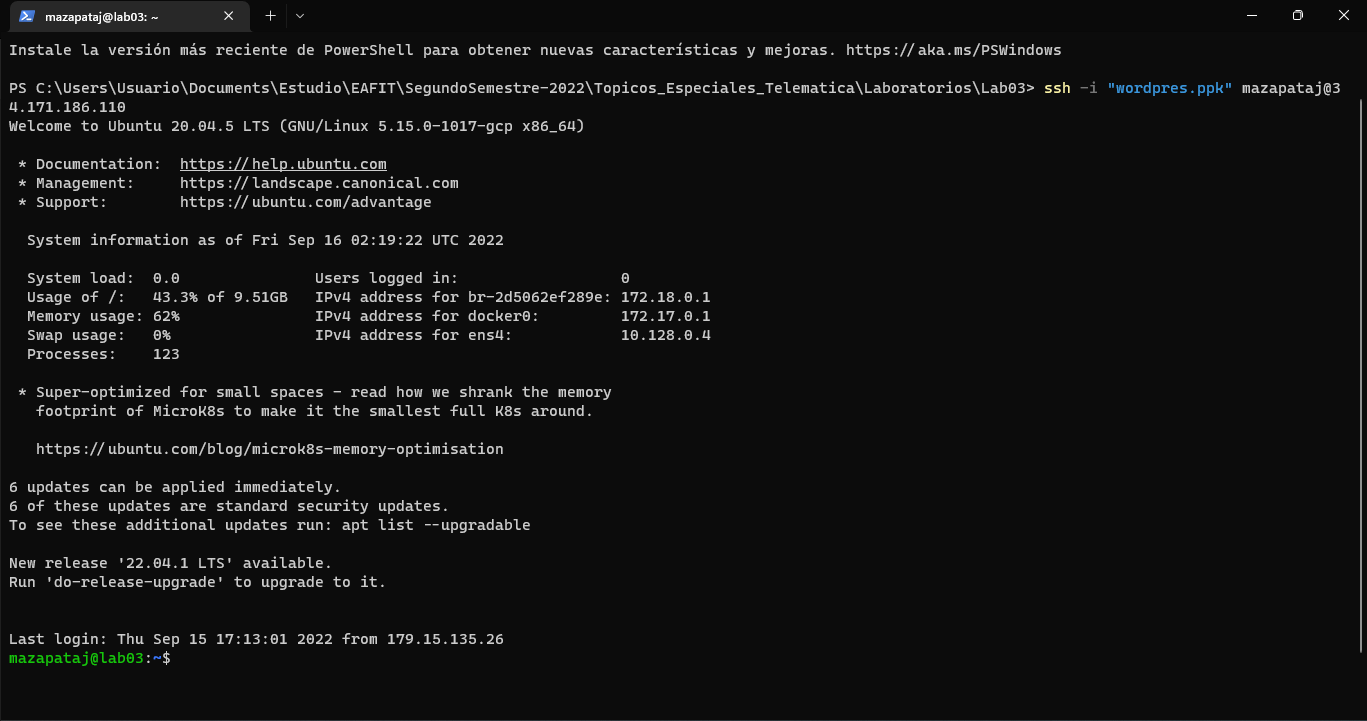 mazapataj@lab03: ~
Instale la versión más reciente de PowerShell para obtener nuevas características y mejoras. https://aka.ms/PSWindows
PS C:\Users\Usuario\Documents\Estudio\EAFIT\SegundoSemestre-2022\Topicos_Especiales_Telematica\Laboratorios\Lab03> ssh -i "wordpres.ppk" mazapataj@3
4.171.186.110
Welcome to Ubuntu 20.04.5 LTS (GNU/Linux 5.15.0-1017-gcp x86_64)
* Documentation: https://help.ubuntu.com
* Management: https://landscape.canonical.com
* Support: https://ubuntu.com/advantage
System information as of Fri Sep 16 02:19:22 UTC 2022
System load: 0.0 Users logged in: 0
Usage of /: 43.3% of 9.51GB IPv4 address for br-2d5062ef289e: 172.18.0.1
Memory usage: 62% IPv4 address for docker0: 172.17.0.1
Swap usage: 0% IPv4 address for ens4: 10.128.0.4
Processes: 123
* Super-optimized for small spaces - read how we shrank the memory
footprint of MicroK8s to make it the smallest full K8s around.
https://ubuntu.com/blog/microk8s-memory-optimisation
6 updates can be applied immediately.
6 of these updates are standard security updates.
To see these additional updates run: apt list --upgradable
New release '22.04.1 LTS' available.
Run 'do-release-upgrade' to upgrade to it.
Last login: Thu Sep 15 17:13:01 2022 from 179.15.135.26
mazapataj@lab03:~$